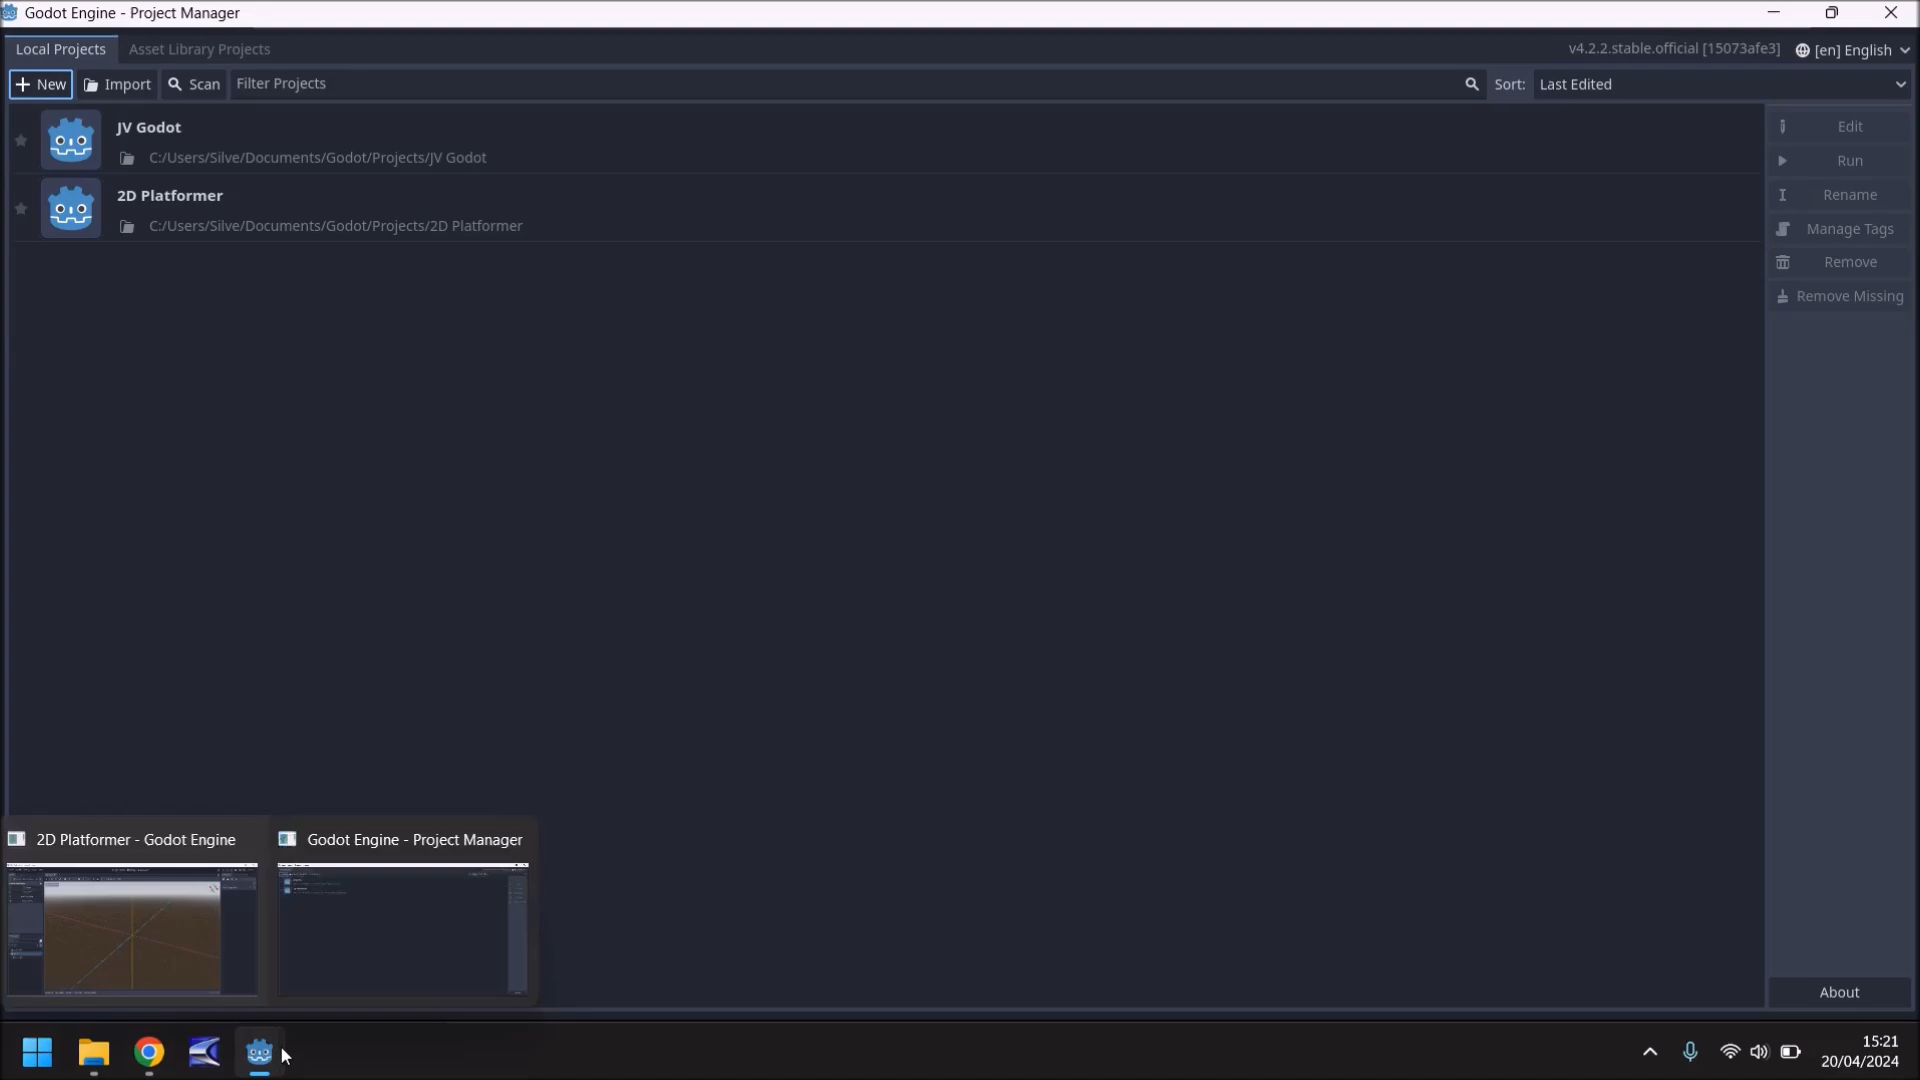 Godot Engine - Project Manager
Local Projects Asset Library Projects v4.2.2.stable.official [15073afe3] [en] English
New Import Scan Filter Projects Sort: Last Edited
JV Godot
C:/Users/Silve/Documents/Godot/Projects/JV Godot
2D Platformer
C:/Users/Silve/Documents/Godot/Projects/2D Platformer
Edit
Run
Rename
Manage Tags
Remove
Remove Missing
2D Platformer - Godot Engine Godot Engine - Project Manager
About
15:21
20/04/2024